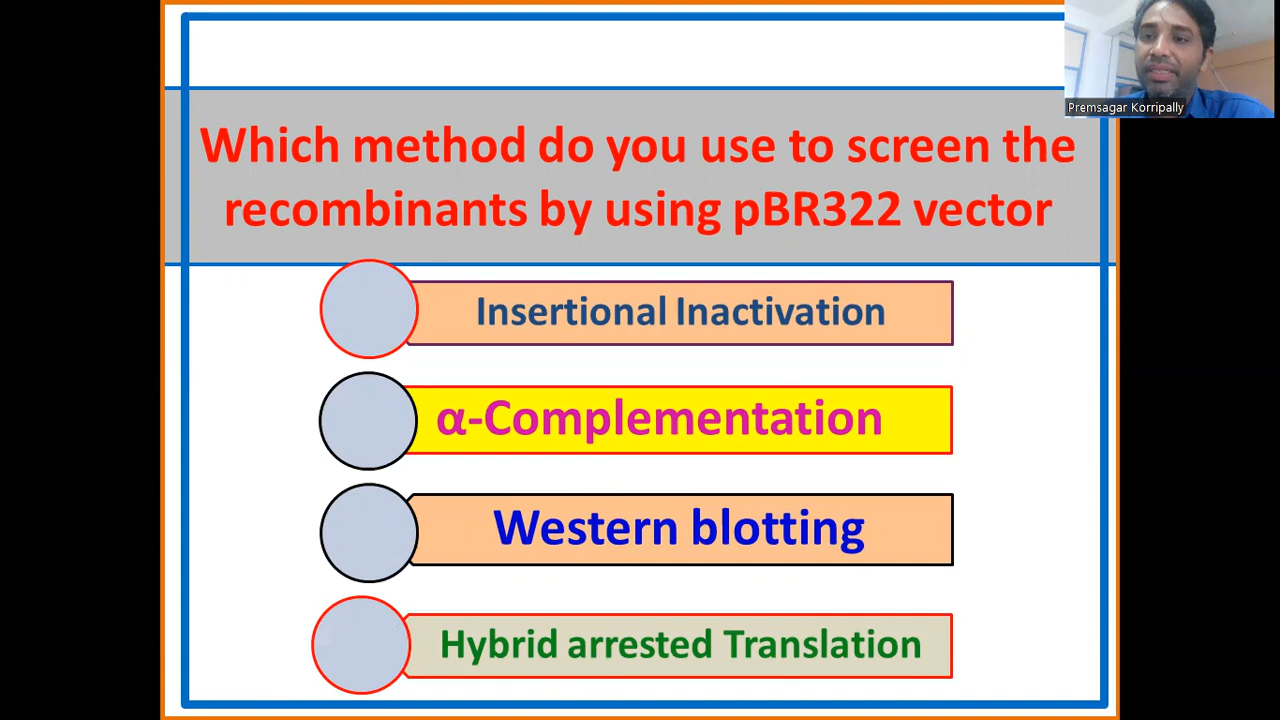 Premsagar Korripally
Which method do you use to screen the
recombinants by using pBR322 vector
Insertional Inactivation
α-Complementation
Western blotting
Hybrid arrested Translation